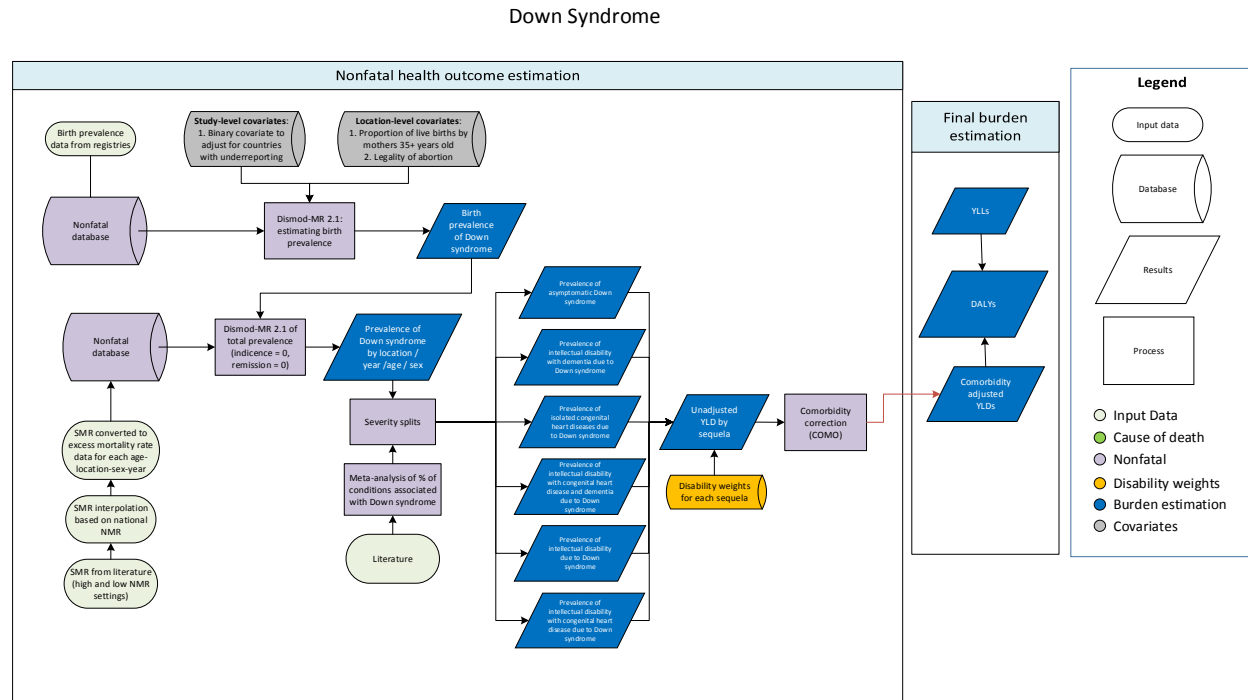 Down Syndrome
Nonfatal health outcome estimation
Birth prevalence
data from registries
Study-level covariates:
1. Binary covariate to
adjust for countries
with underreporting
Location-level covariates:
1. Proportion of live births by
mothers 35+ years old
2. Legality of abortion
Nonfatal
database
Dismod-MR 2.1:
estimating birth
prevalence
Birth
prevalence
of Down
syndrome
Nonfatal
database
Dismod-MR 2.1 of
total prevalence
(indicence = 0,
remission = 0)
Prevalence of
Down syndrome
by location /
year /age / sex
SMR converted to
excess mortality rate
data for each age-
location-sex-year
SMR interpolation
based on national
NMR
SMR from literature
(high and low NMR
settings)
Severity splits
Meta-analysis of % of
conditions associated
with Down syndrome
Literature
Prevalence of
asymptomatic Down
syndrome
Prevalence of
intellectual disability
with dementia due to
Down syndrome
Prevalence of
isolated congenital
heart diseases due to
Down syndrome
Prevalence of
intellectual disability
with congenital heart
disease and dementia
due to Down
syndrome
Prevalence of
intellectual disability
due to Down
syndrome
Prevalence of
intellectual disability
with congenital heart
disease due to Down
syndrome
Unadjusted
YLD by
sequela
Disability weights
for each sequela
Comorbidity
correction
(COMO)
Final burden
estimation
YLLs
DALYs
Comorbidity
adjusted
YLDs
Legend
Input data
Database
Results
Process
Input Data
Cause of death
Nonfatal
Disability weights
Burden estimation
Covariates